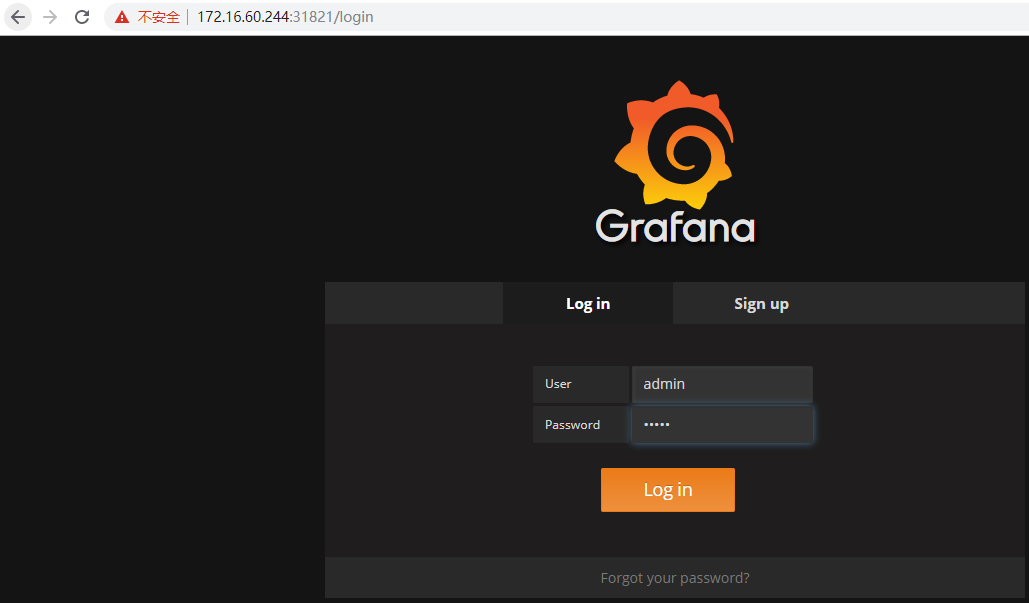 不安全 172.16.60.244:31821/login
Grafana
Log in Sign up
User admin
Password •••••
Log in
Forgot your password?